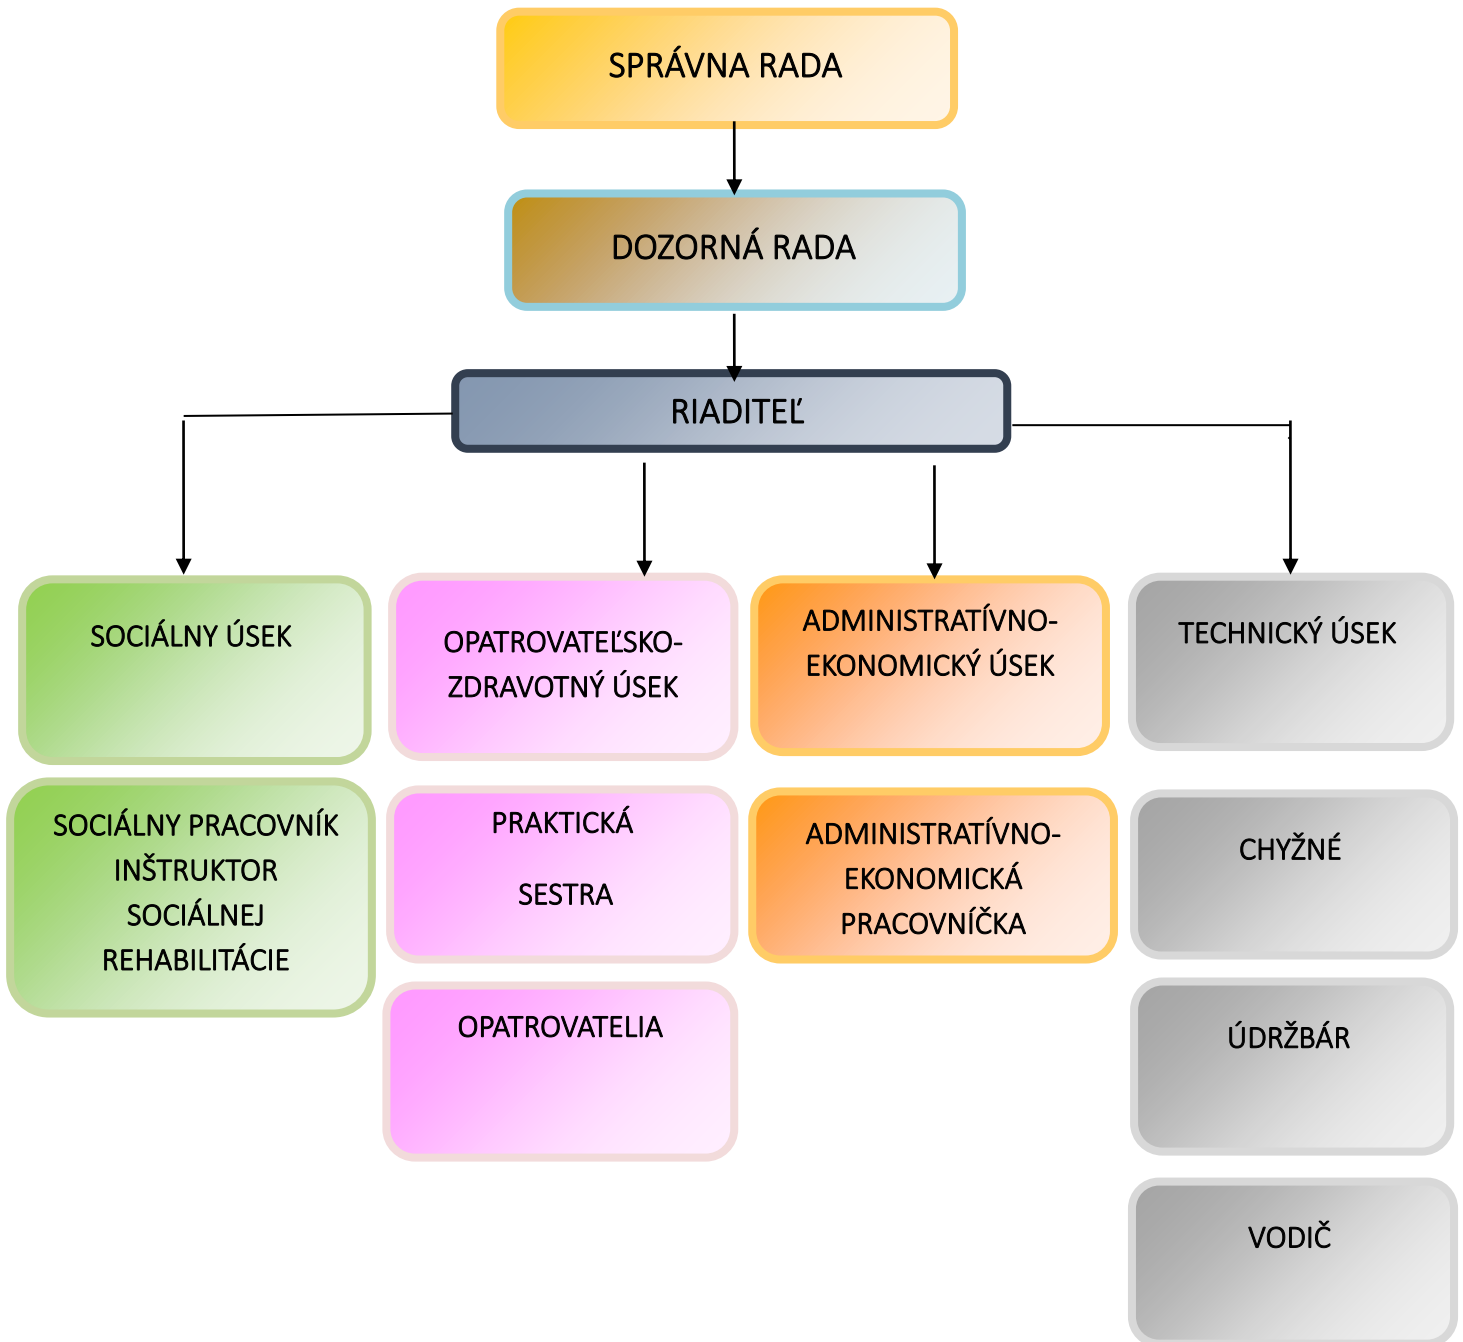 SPRÁVNA RADA
DOZORNÁ RADA
RIADITEĽ
SOCIÁLNY ÚSEK
OPATROVATEĽSKO-
ZDRAVOTNÝ ÚSEK
ADMINISTRATÍVNO-
EKONOMICKÝ ÚSEK
TECHNICKÝ ÚSEK
SOCIÁLNY PRACOVNÍK
INŠTRUKTOR
SOCIÁLNEJ
REHABILITÁCIE
PRAKTICKÁ
SESTRA
ADMINISTRATÍVNO-
EKONOMICKÁ
PRACOVNÍČKA
CHYŽNÉ
OPATROVATELIA
ÚDRŽBÁR
VODIČ